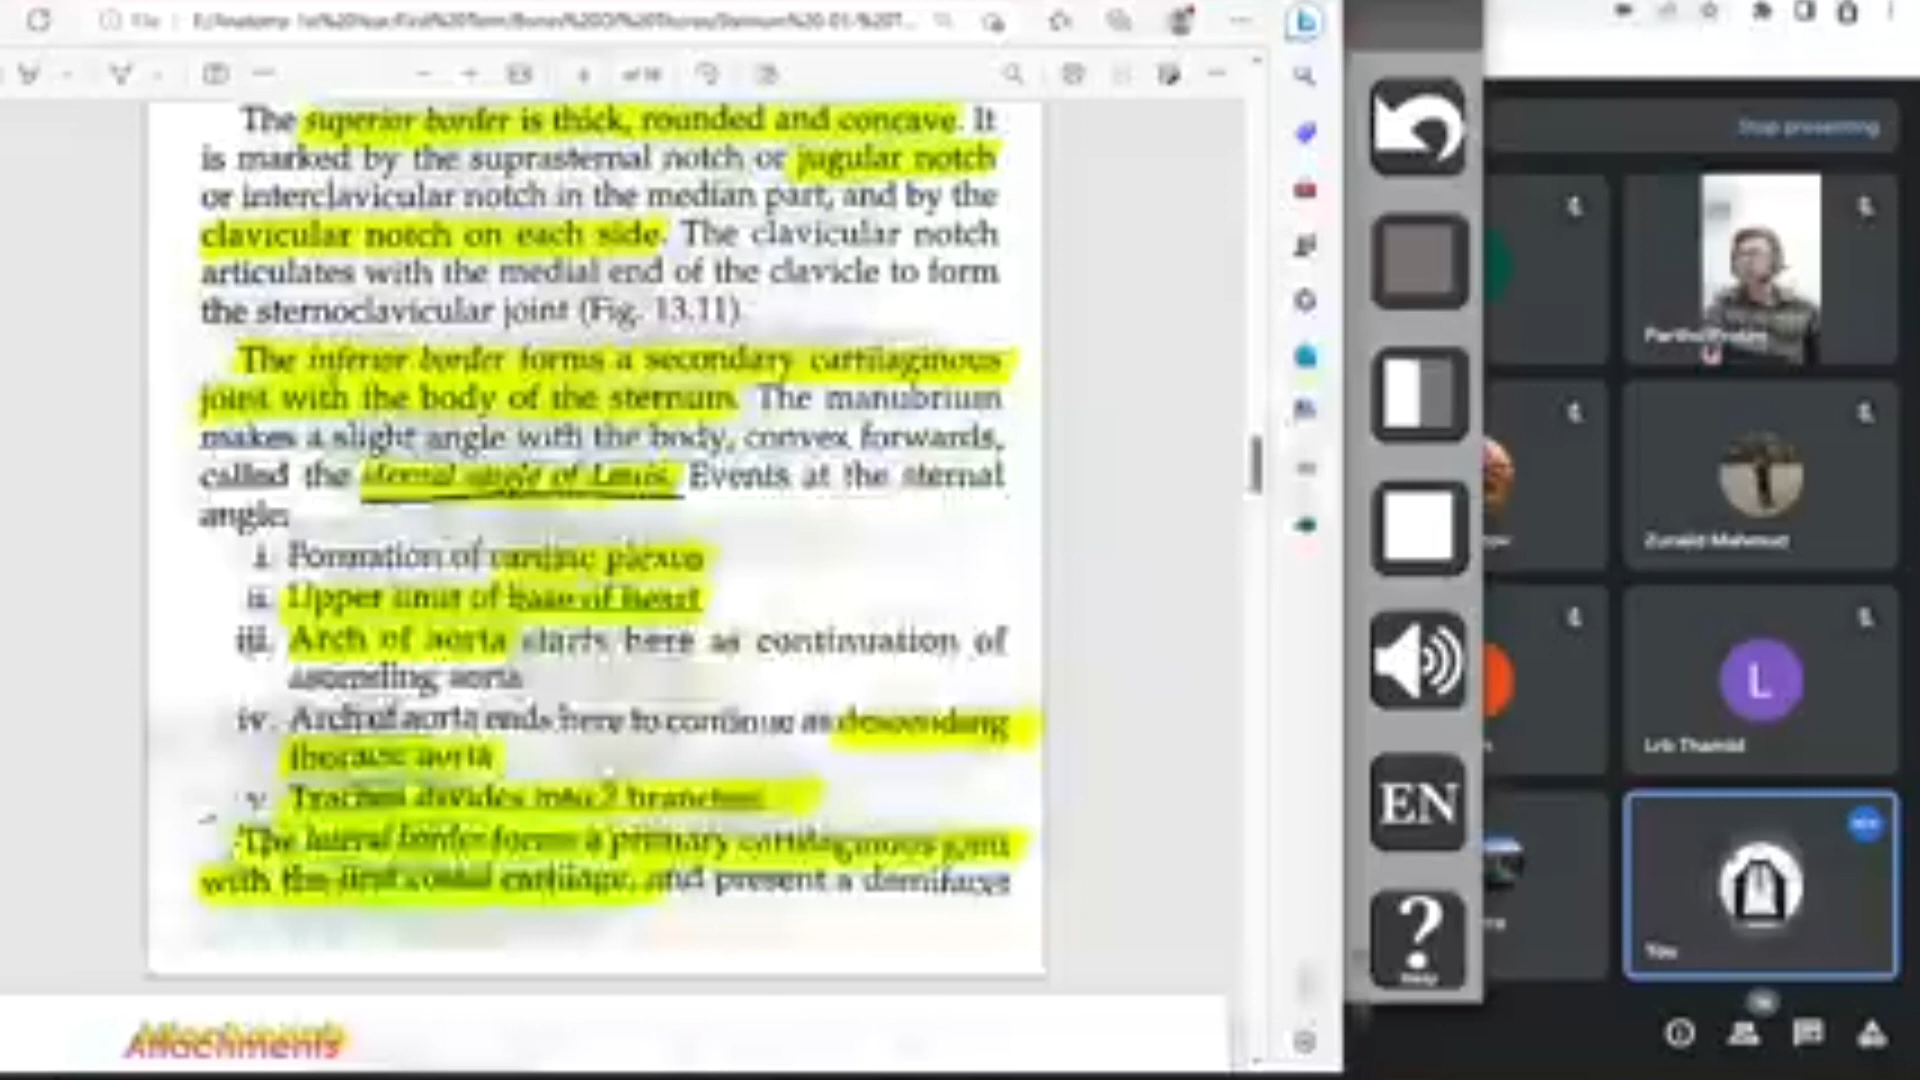 File
of 19
The superior border is thick, rounded and concave. It
is marked by the suprasternal notch or jugular notch
or interclavicular notch in the median part, and by the
clavicular notch on each side. The clavicular notch
articulates with the medial end of the clavicle to form
the sternoclavicular joint (Fig. 13.11).
The inferior border forms a secondary cartilaginous
joint with the body of the sternum. The manubrium
makes a slight angle with the body, convex forwards,
called the sternal angle of Louis. Events at the sternal
angle:
i. Formation of cardiac plexus
ii. Upper limit of base of heart
iii. Arch of aorta starts here as continuation of
ascending aorta
iv. Arch of aorta ends here to continue as descending
thoracic aorta
v. Trachea divides into 2 branches
The lateral border forms a primary cartilaginous joint
with the first costal cartilage, and present a demifacet
Attachments
EN
?
Help
Stop presenting
Zunaid Mahmud
L
You